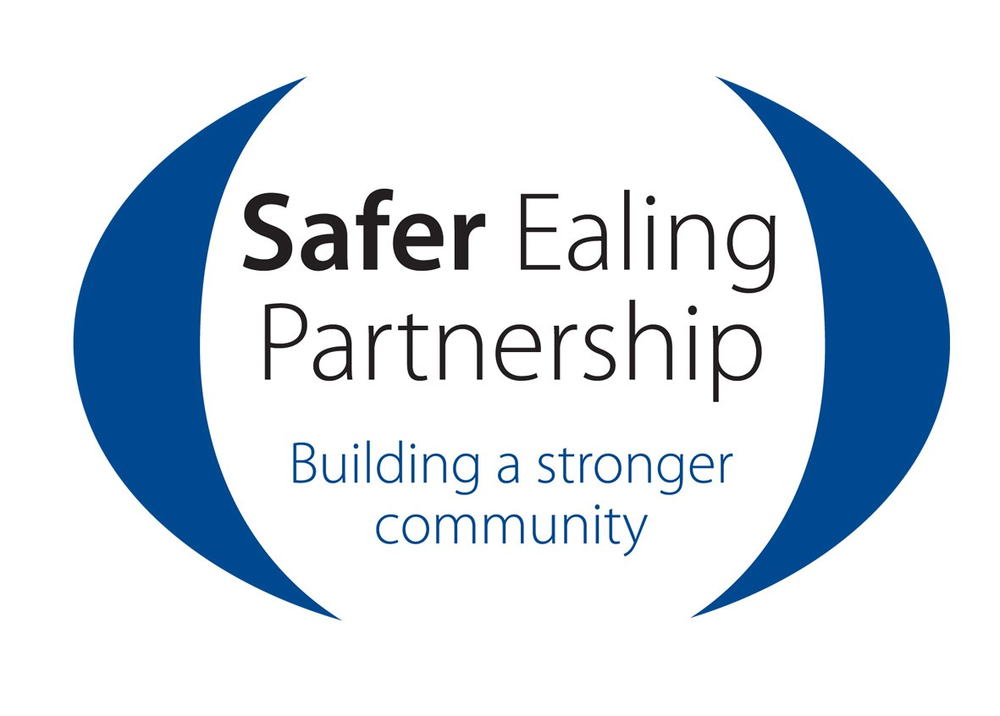 Safer Ealing
Partnership
Building a stronger
community